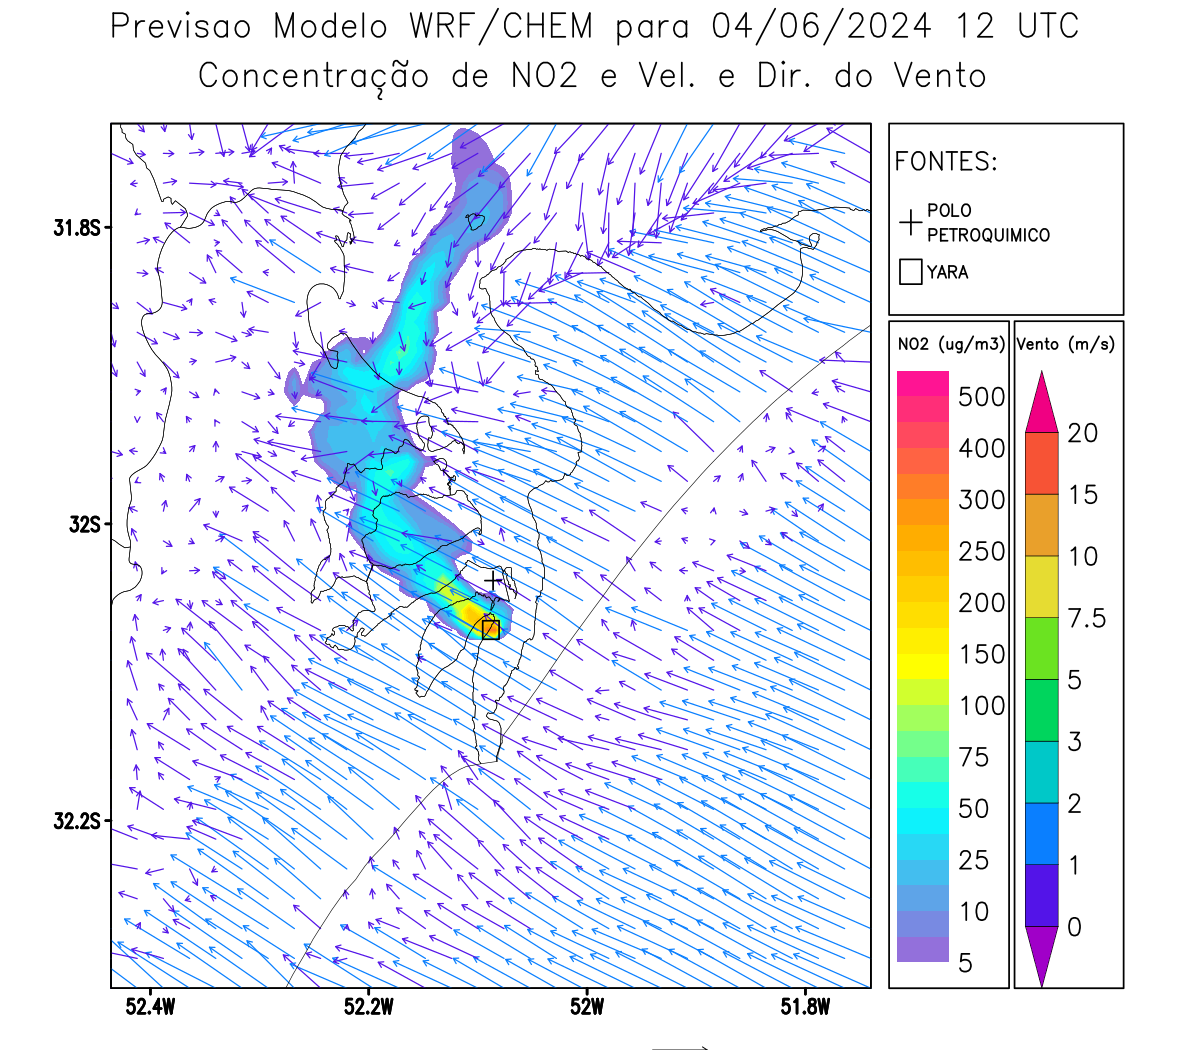 Previsao Modelo WRF/CHEM para 04/06/2024 12 UTC
Concentração de NO2 e Vel. e Dir. do Vento
FONTES:
POLO
PETROQUIMICO
YARA
NO2 (ug/m3)
500
400
300
250
200
150
100
75
50
25
10
5
Vento (m/s)
20
15
10
7.5
5
3
2
1
0
31.8S
32S
32.2S
52.4W
52.2W
52W
51.8W